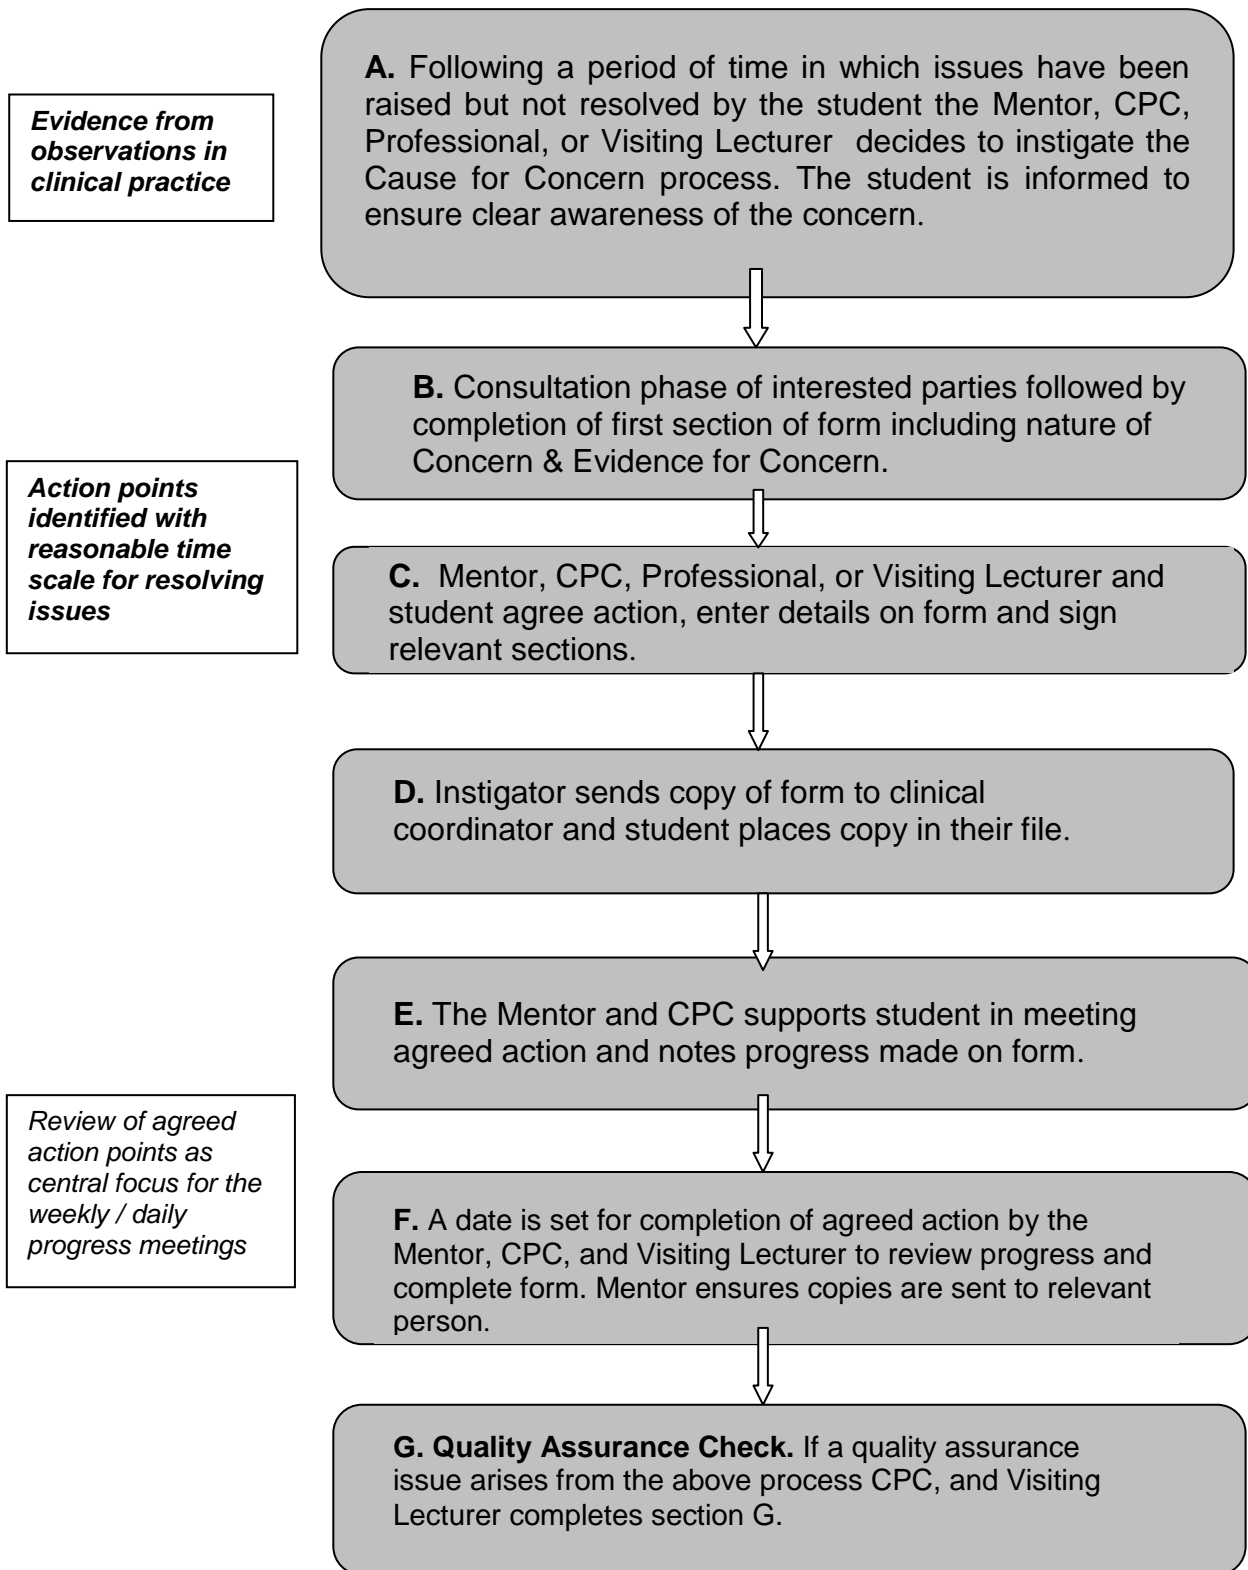 A. Following a period of time in which issues have been
raised but not resolved by the student the Mentor, CPC,
Professional, or Visiting Lecturer decides to instigate the
Cause for Concern process. The student is informed to
ensure clear awareness of the concern.
Evidence from
observations in
clinical practice
B. Consultation phase of interested parties followed by
completion of first section of form including nature of
Concern & Evidence for Concern.
Action points
identified with
reasonable time
scale for resolving
issues
C. Mentor, CPC, Professional, or Visiting Lecturer and
student agree action, enter details on form and sign
relevant sections.
D. Instigator sends copy of form to clinical
coordinator and student places copy in their file.
E. The Mentor and CPC supports student in meeting
agreed action and notes progress made on form.
Review of agreed
action points as
central focus for the
weekly / daily
progress meetings
F. A date is set for completion of agreed action by the
Mentor, CPC, and Visiting Lecturer to review progress and
complete form. Mentor ensures copies are sent to relevant
person.
G. Quality Assurance Check. If a quality assurance
issue arises from the above process CPC, and Visiting
Lecturer completes section G.